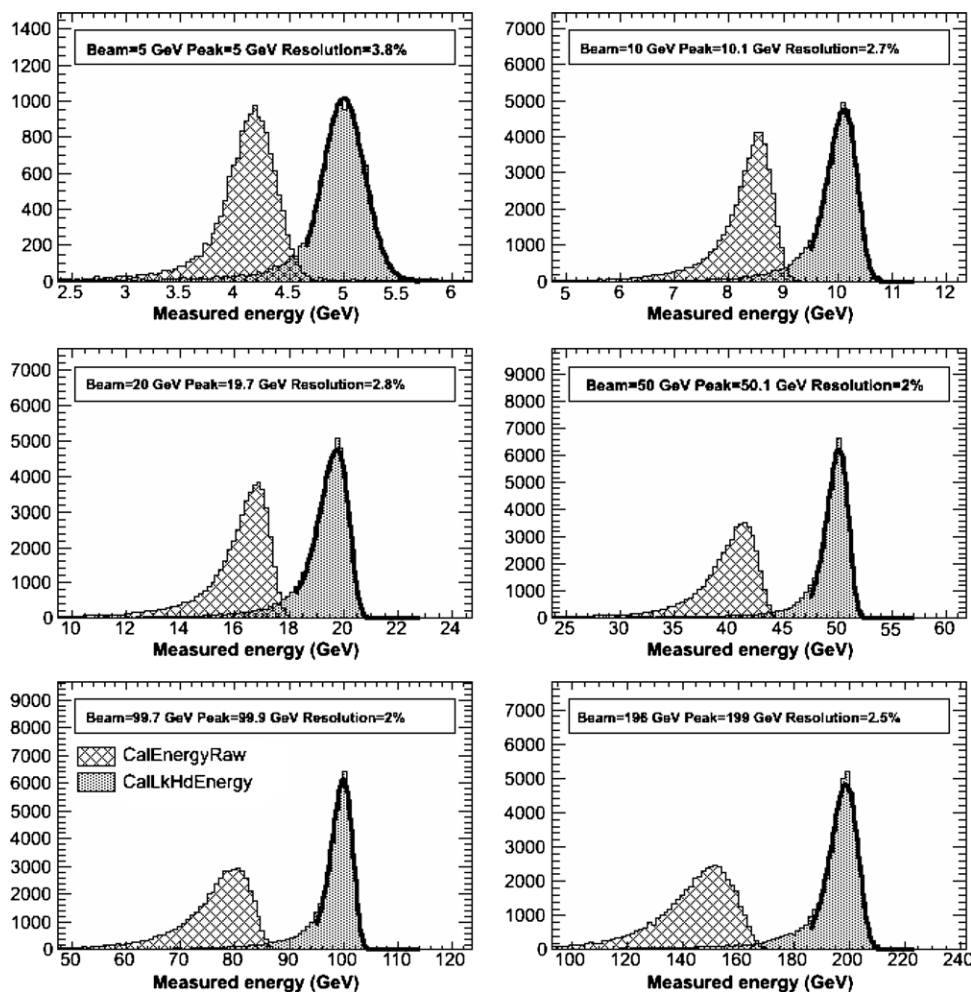 Beam=5 GeV Peak=5 GeV Resolution=3.8%
1400
1200
1000
800
600
400
200
0
2.5 3 3.5 4 4.5 5 5.5 6
Measured energy (GeV)
Beam=10 GeV Peak=10.1 GeV Resolution=2.7%
7000
6000
5000
4000
3000
2000
1000
0
5 6 7 8 9 10 11 12
Measured energy (GeV)
Beam=20 GeV Peak=19.7 GeV Resolution=2.8%
7000
6000
5000
4000
3000
2000
1000
0
10 12 14 16 18 20 22 24
Measured energy (GeV)
Beam=50 GeV Peak=50.1 GeV Resolution=2%
9000
8000
7000
6000
5000
4000
3000
2000
1000
0
25 30 35 40 45 50 55 60
Measured energy (GeV)
Beam=99.7 GeV Peak=99.9 GeV Resolution=2%
CalEnergyRaw
CalLkHdEnergy
9000
8000
7000
6000
5000
4000
3000
2000
1000
0
50 60 70 80 90 100 110 120
Measured energy (GeV)
Beam=196 GeV Peak=199 GeV Resolution=2.5%
7000
6000
5000
4000
3000
2000
1000
0
100 120 140 160 180 200 220 240
Measured energy (GeV)